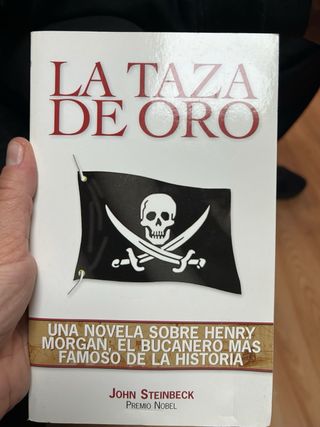 LA TAZA
DE ORO
UNA NOVELA SOBRE HENRY
MORGAN, EL BUCANERO MAS
FAMOSO DE LA HISTORIA
JOHN STEINBECK
PREMIO NOBEL